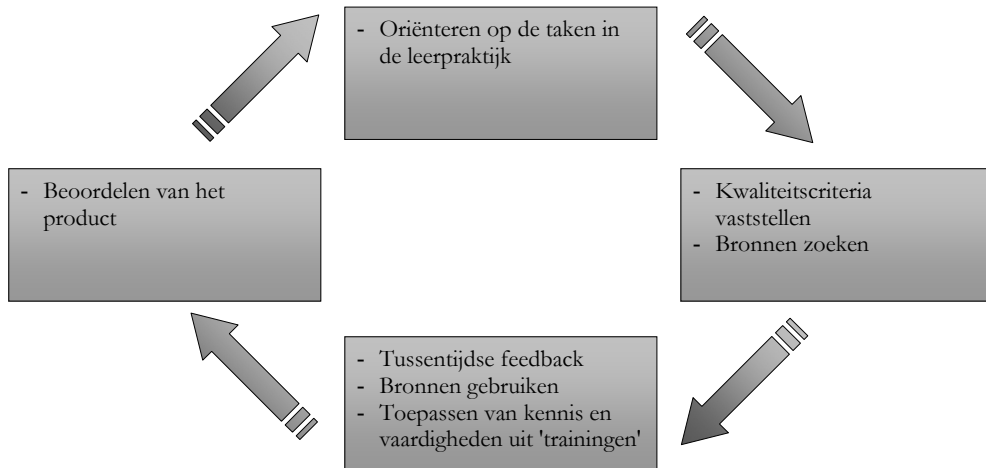 - Oriënteren op de taken in
de leerpraktijk
- Beoordelen van het
product
- Kwaliteitscriteria
vaststellen
- Bronnen zoeken
- Tussentijdse feedback
- Bronnen gebruiken
- Toepassen van kennis en
vaardigheden uit 'trainingen'